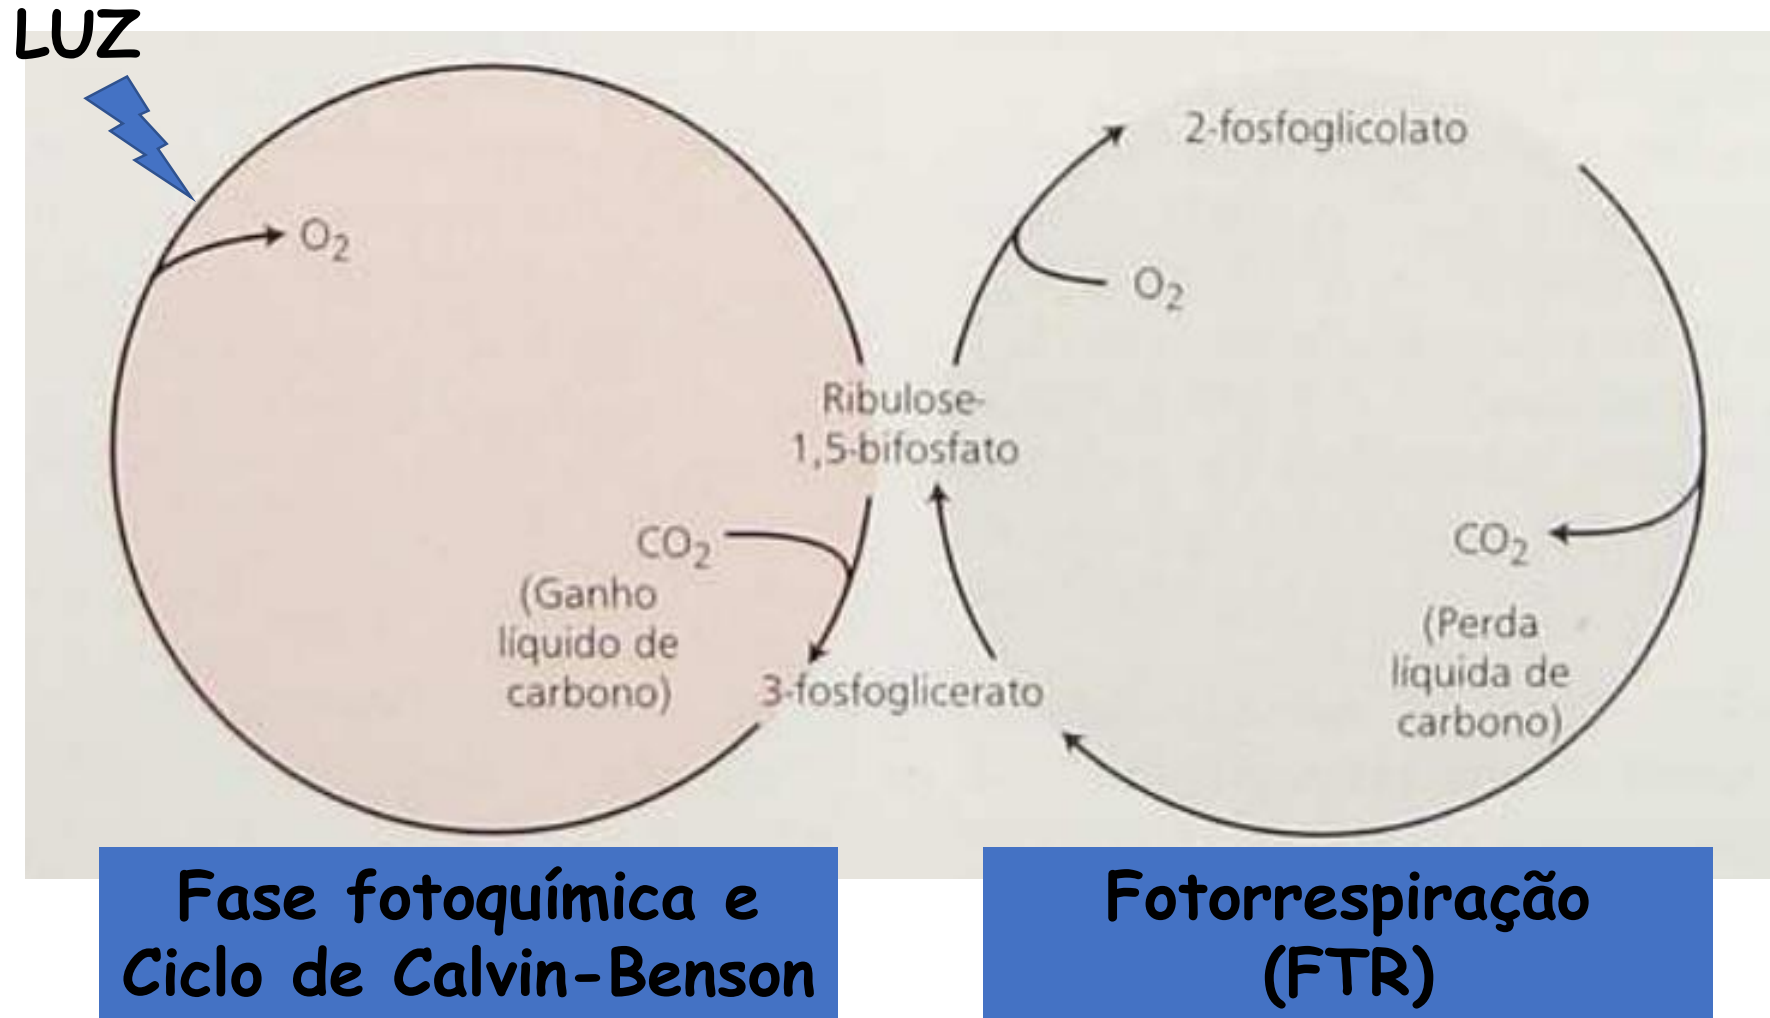 LUZ
2-fosfoglicolato
O2
O2
Ribulose-
1,5-bifosfato
CO2
(Ganho
líquido de
carbono)
CO2
(Perda
líquida de
carbono)
3-fosfoglicerato
Fase fotoquímica e
Ciclo de Calvin-Benson
Fotorrespiração
(FTR)